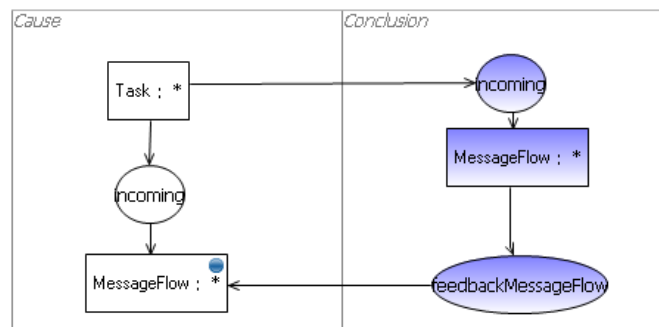 Cause
Conclusion
Task : *
incoming
incoming
MessageFlow : *
MessageFlow : *
feedbackMessageFlow